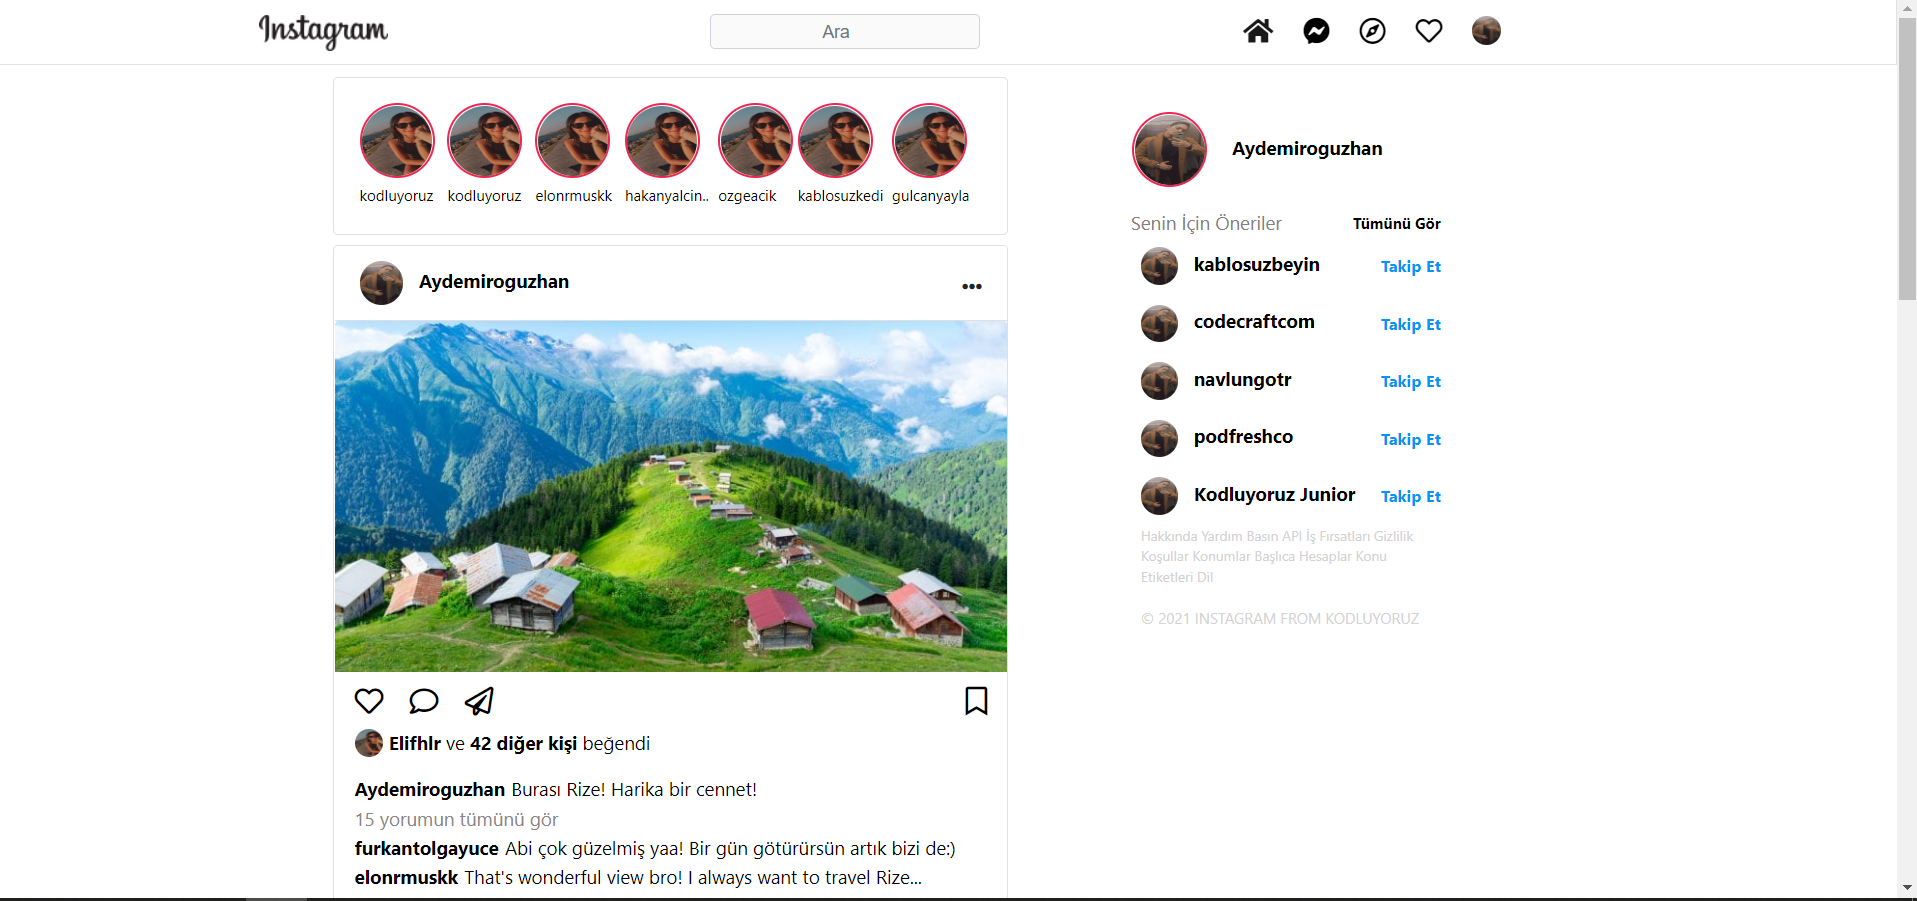 Instagram
Ara
kodluyoruz kodluyoruz elonrmuskk hakanyalcin.. ozgeacik kablosuzkedi gulcanyayla
Aydemiroguzhan
Elifhlr ve 42 diğer kişi beğendi
Aydemiroguzhan Burası Rize! Harika bir cennet!
15 yorumun tümünü gör
furkantolgayuce Abi çok güzelmiş yaa! Bir gün götürürsün artık bizi de:)
elonrmuskk That's wonderful view bro! I always want to travel Rize...
Aydemiroguzhan
Senin İçin Öneriler Tümünü Gör
kablosuzbeyin Takip Et
codecraftcom Takip Et
navlungotr Takip Et
podfreshco Takip Et
Kodluyoruz Junior Takip Et
Hakkında Yardım Basın API İş Fırsatları Gizlilik
Koşullar Konumlar Başlıca Hesaplar Konu
Etiketleri Dil
© 2021 INSTAGRAM FROM KODLUYORUZ